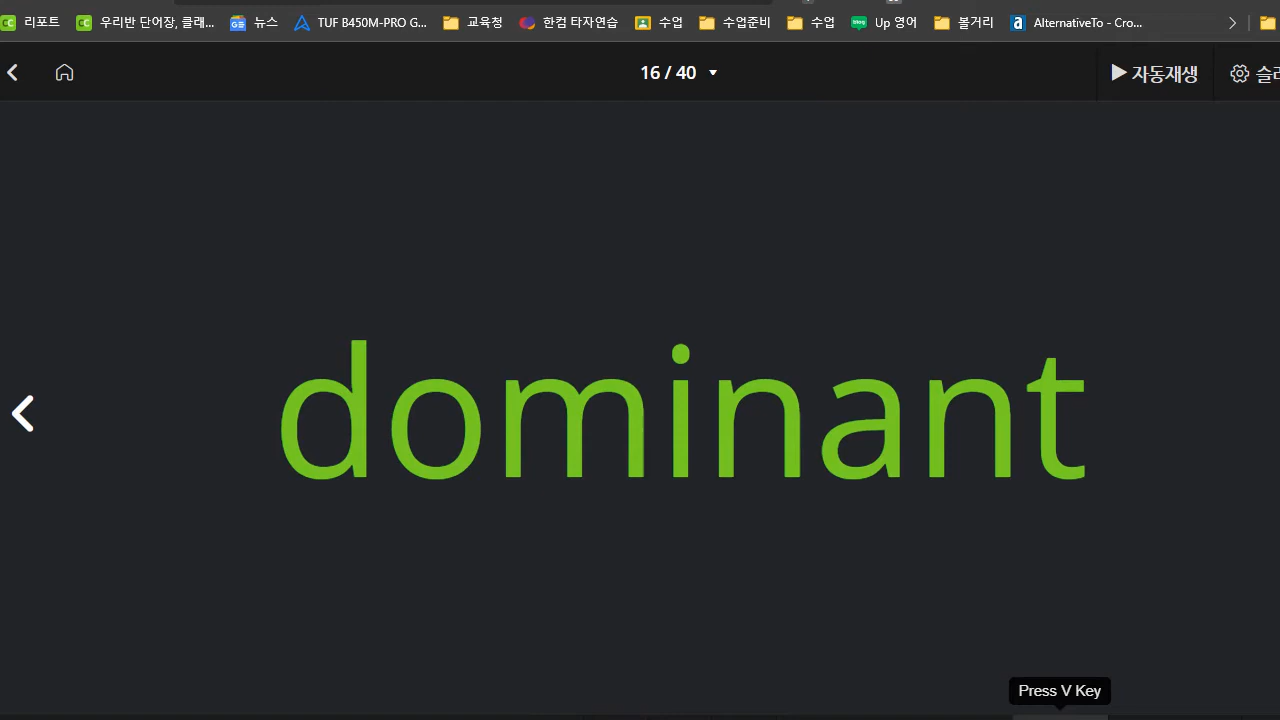 리포트 우리반 단어장, 클래... 뉴스 TUF B450M-PRO G... 교육청 한컴 타자연습 수업 수업준비 수업 Up 영어 볼거리 AlternativeTo - Cro...
16 / 40 자동재생
dominant
Press V Key